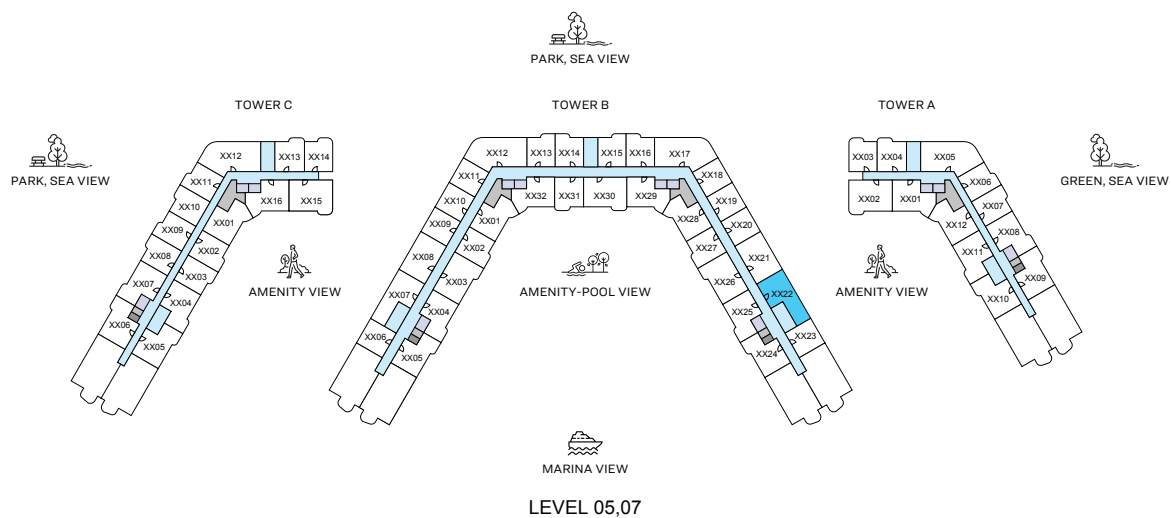 PARK, SEA VIEW
TOWER C
TOWER B
TOWER A
PARK, SEA VIEW
GREEN, SEA VIEW
XX12
XX13
XX14
XX11
XX10
XX09
XX08
XX07
XX06
XX16
XX15
XX01
XX02
XX03
XX04
XX05
AMENITY VIEW
XX12
XX13
XX14
XX15
XX16
XX17
XX11
XX10
XX09
XX08
XX07
XX06
XX32
XX31
XX30
XX29
XX01
XX02
XX03
XX04
XX05
XX18
XX19
XX20
XX21
XX22
XX23
XX28
XX27
XX26
XX25
XX24
AMENITY-POOL VIEW
XX03
XX04
XX05
XX02
XX01
XX06
XX07
XX08
XX09
XX12
XX11
XX10
AMENITY VIEW
MARINA VIEW
LEVEL 05,07